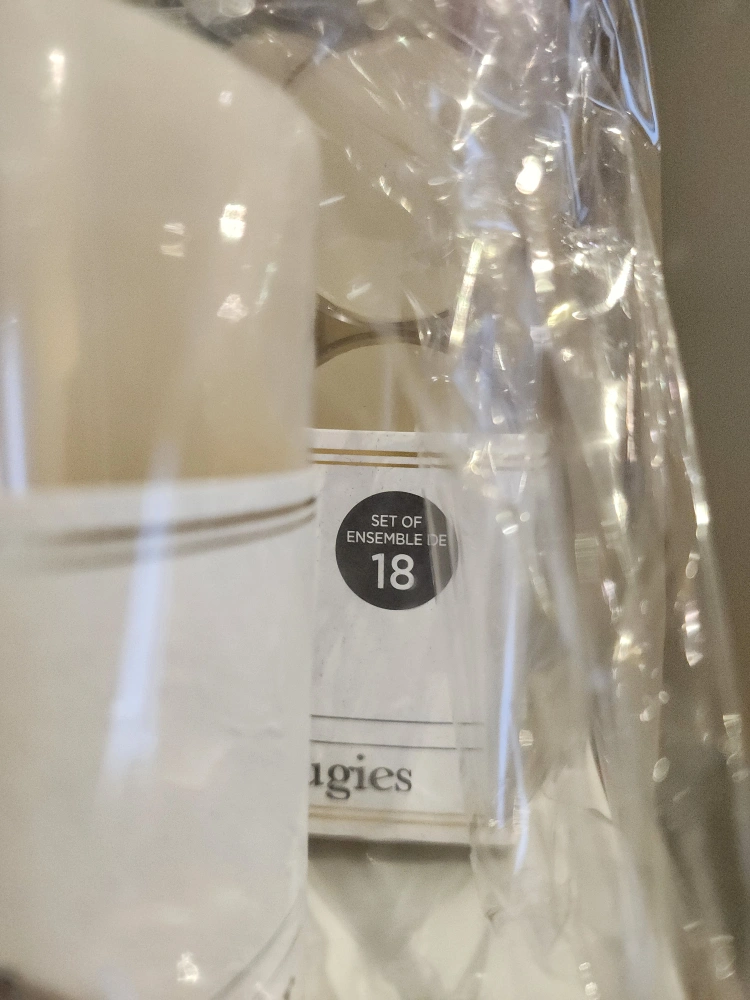 SET OF
ENSEMBLE DE
18
ugies